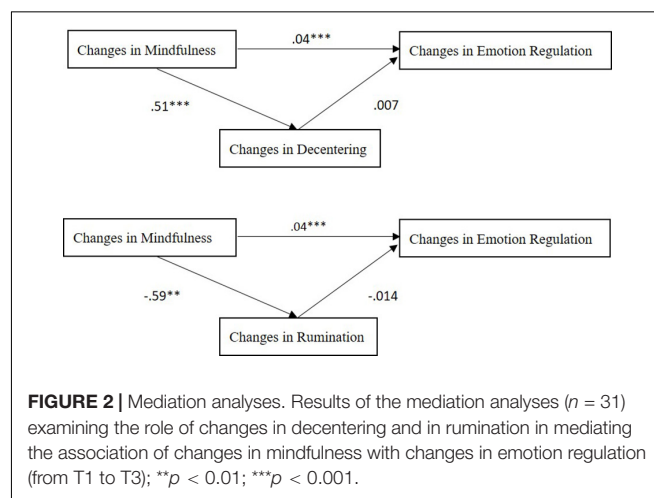 Changes in Mindfulness
.04***
Changes in Emotion Regulation
.51***
.007
Changes in Decentering
Changes in Mindfulness
.04***
Changes in Emotion Regulation
-.59**
-.014
Changes in Rumination
FIGURE 2 | Mediation analyses. Results of the mediation analyses (n = 31)
examining the role of changes in decentering and in rumination in mediating
the association of changes in mindfulness with changes in emotion regulation
(from T1 to T3); **p < 0.01; ***p < 0.001.